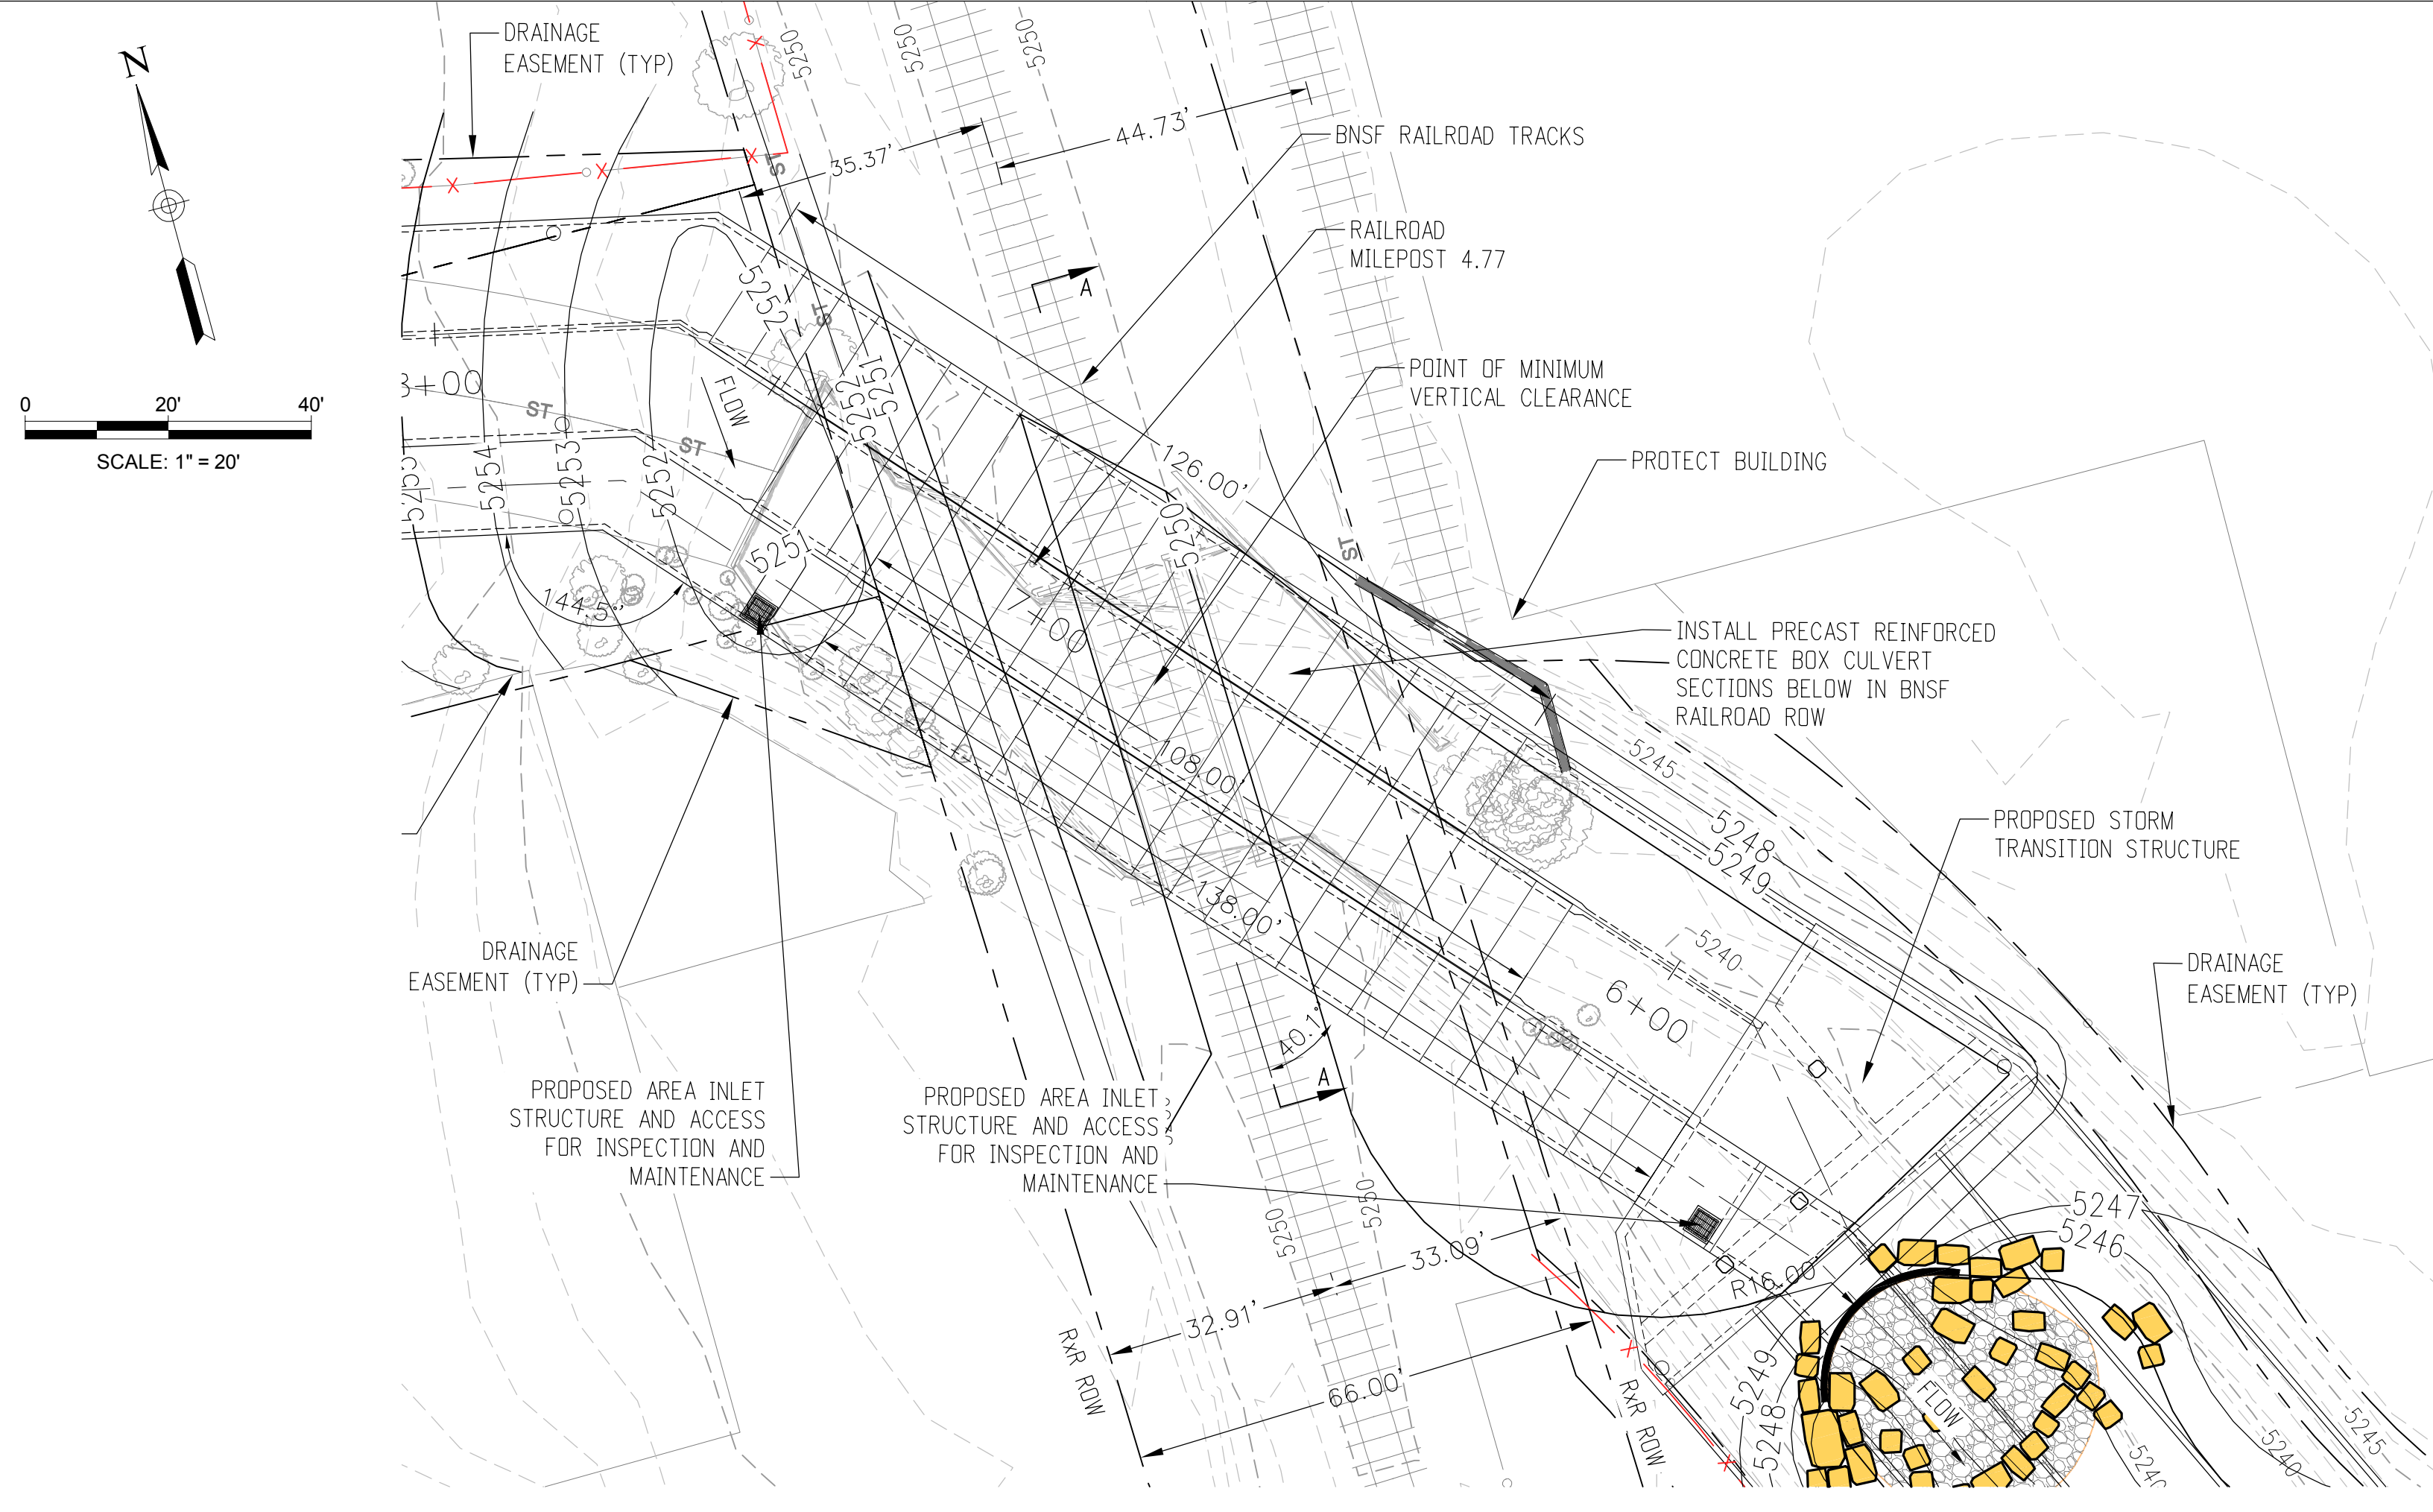 N
0 20' 40'
SCALE: 1" = 20'
DRAINAGE
EASEMENT (TYP)
5250
5250
5250
44.73'
35.37'
BNSF RAILROAD TRACKS
RAILROAD
MILEPOST 4.77
A
POINT OF MINIMUM
VERTICAL CLEARANCE
PROTECT BUILDING
INSTALL PRECAST REINFORCED
CONCRETE BOX CULVERT
SECTIONS BELOW IN BNSF
RAILROAD ROW
ST
ST
5252
FLOW
5252
5251
3+00
ST
ST
5254
5253
5252
5251
144.5°
126.00'
5250
ST
+00
108.00'
138.00'
5245
5248
5249
PROPOSED STORM
TRANSITION STRUCTURE
5240
6+00
DRAINAGE
EASEMENT (TYP)
DRAINAGE
EASEMENT (TYP)
40.1°
A
PROPOSED AREA INLET
STRUCTURE AND ACCESS
FOR INSPECTION AND
MAINTENANCE
PROPOSED AREA INLET
STRUCTURE AND ACCESS
FOR INSPECTION AND
MAINTENANCE
5250
5250
33.09'
32.91'
66.00'
RxR ROW
RxR ROW
R16.00'
5247
5246
5249
5248
FLOW
5245
5240
5240